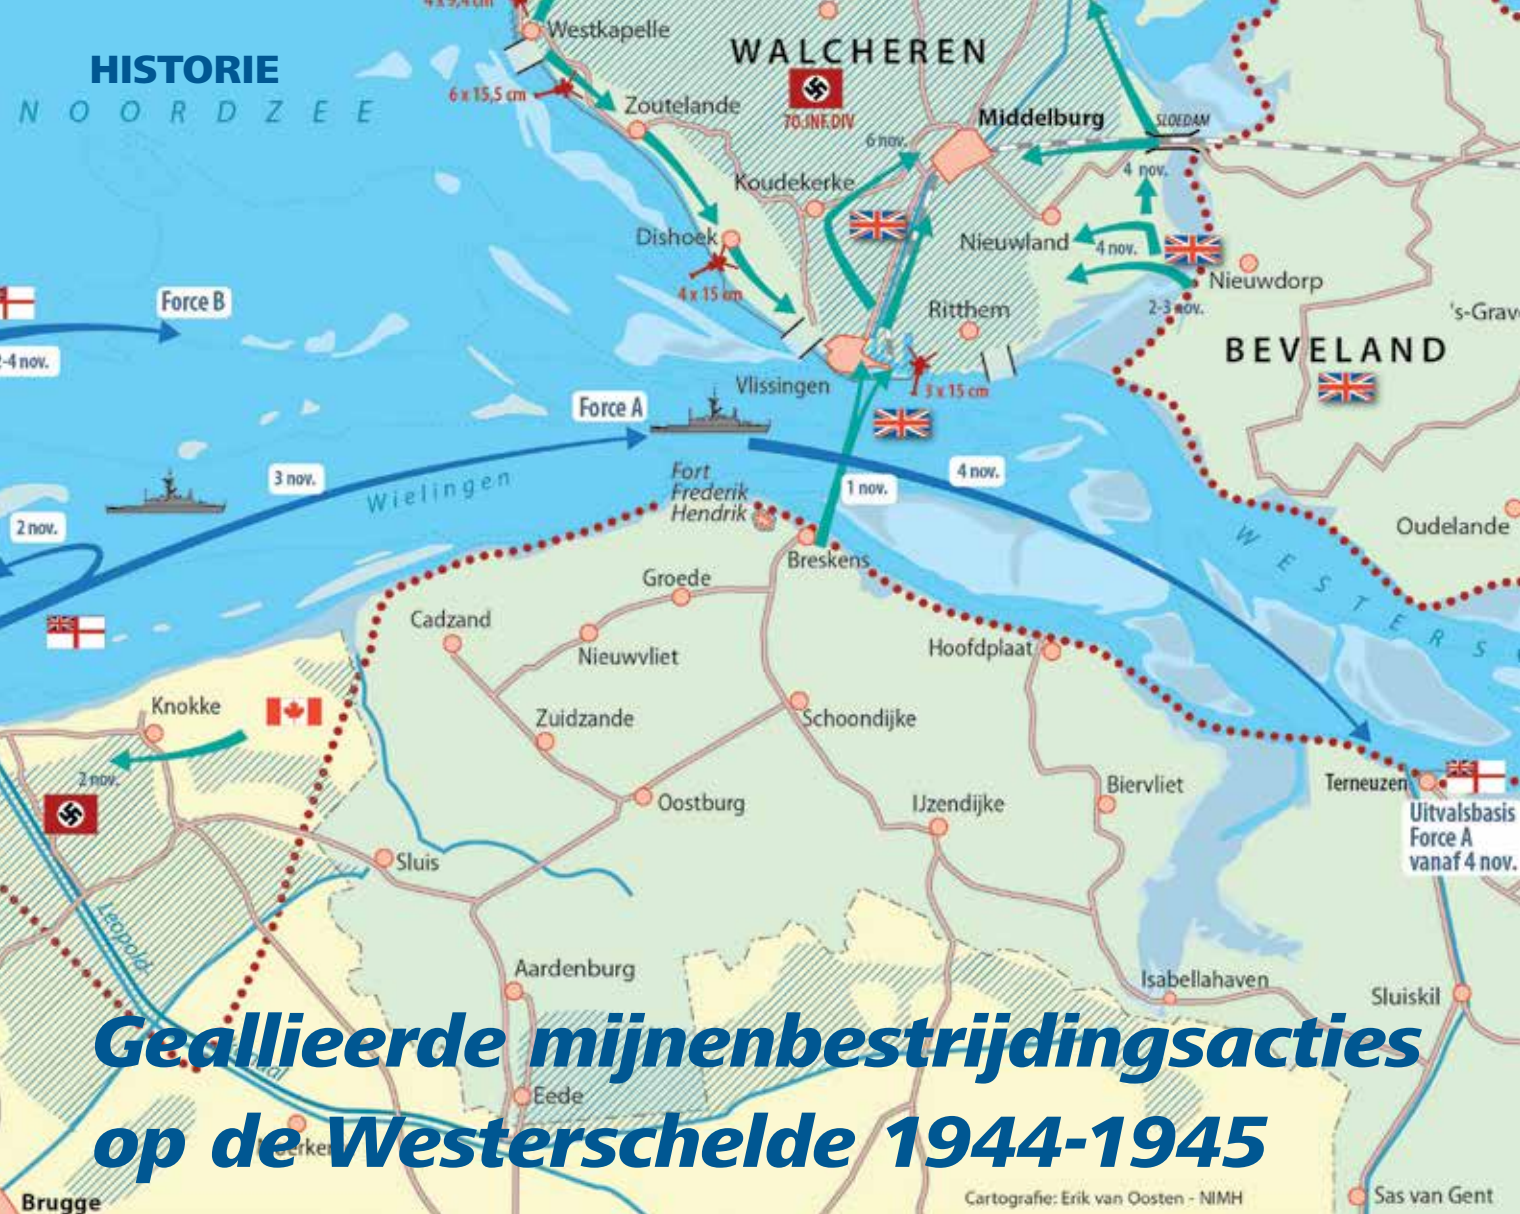 4 x 9,4 cm
Westkapelle
WALCHEREN
HISTORIE
NOORDZEE
6 x 15,5 cm
Zoutelande
70.INF.DIV
Middelburg
SLOEDAM
6 nov.
4 nov.
Koudekerke
Dishoek
Nieuwland
4 nov.
4 x 15 cm
Nieuwdorp
Force B
Ritthem
2-3 nov.
's-Grav
2-4 nov.
BEVELAND
Vlissingen
3 x 15 cm
Force A
3 nov.
Wielingen
Fort
Frederik
Hendrik
4 nov.
1 nov.
2 nov.
Oudelande
WESTERS
Breskens
Groede
Cadzand
Nieuwvliet
Hoofdplaat
Knokke
Zuidzande
Schoondijke
2 nov.
Terneuzen
Biervliet
Oostburg
IJzendijke
Uitvalsbasis
Force A
vanaf 4 nov.
Sluis
Leopold
Aardenburg
Isabellahaven
Sluiskil
Geallieerde mijnenbestrijdingsacties
Eede
op de Westerschelde 1944-1945
Brugge
Cartografie: Erik van Oosten - NIMH
Sas van Gent